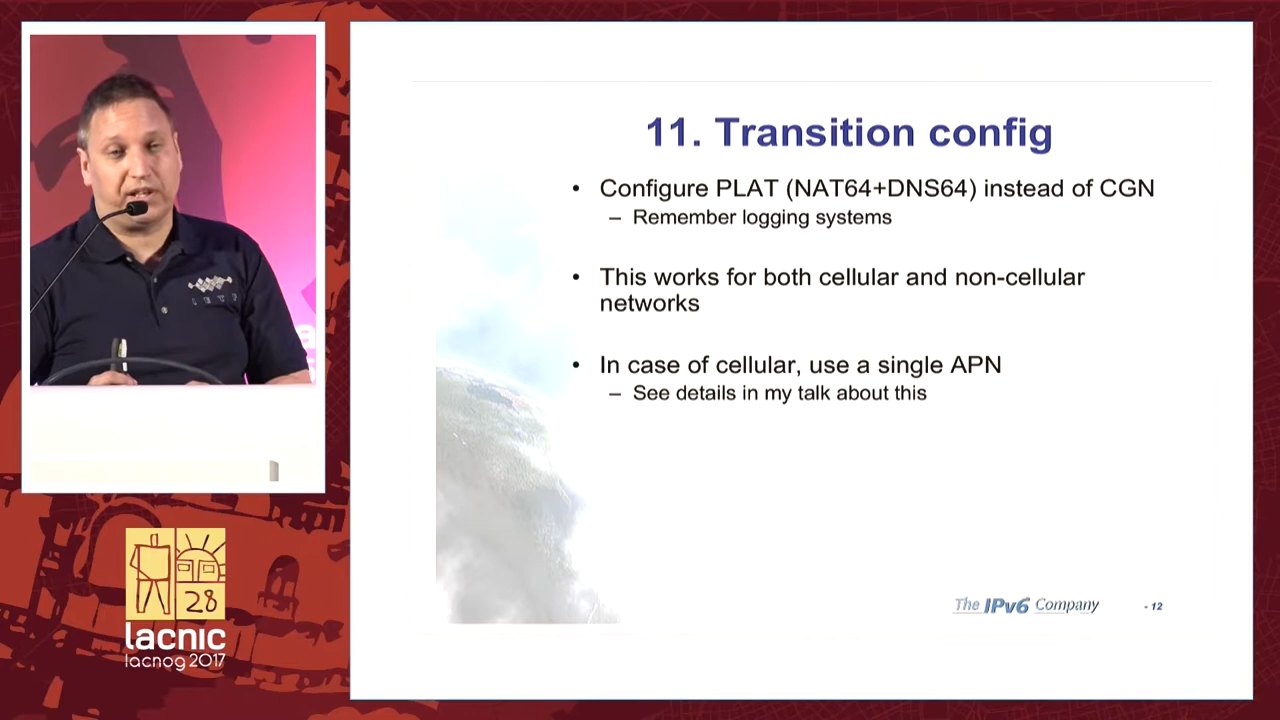 11. Transition config
• Configure PLAT (NAT64+DNS64) instead of CGN
– Remember logging systems
• This works for both cellular and non-cellular
networks
• In case of cellular, use a single APN
– See details in my talk about this
The IPv6 Company
- 12
28
lacnic
lacnog 2017